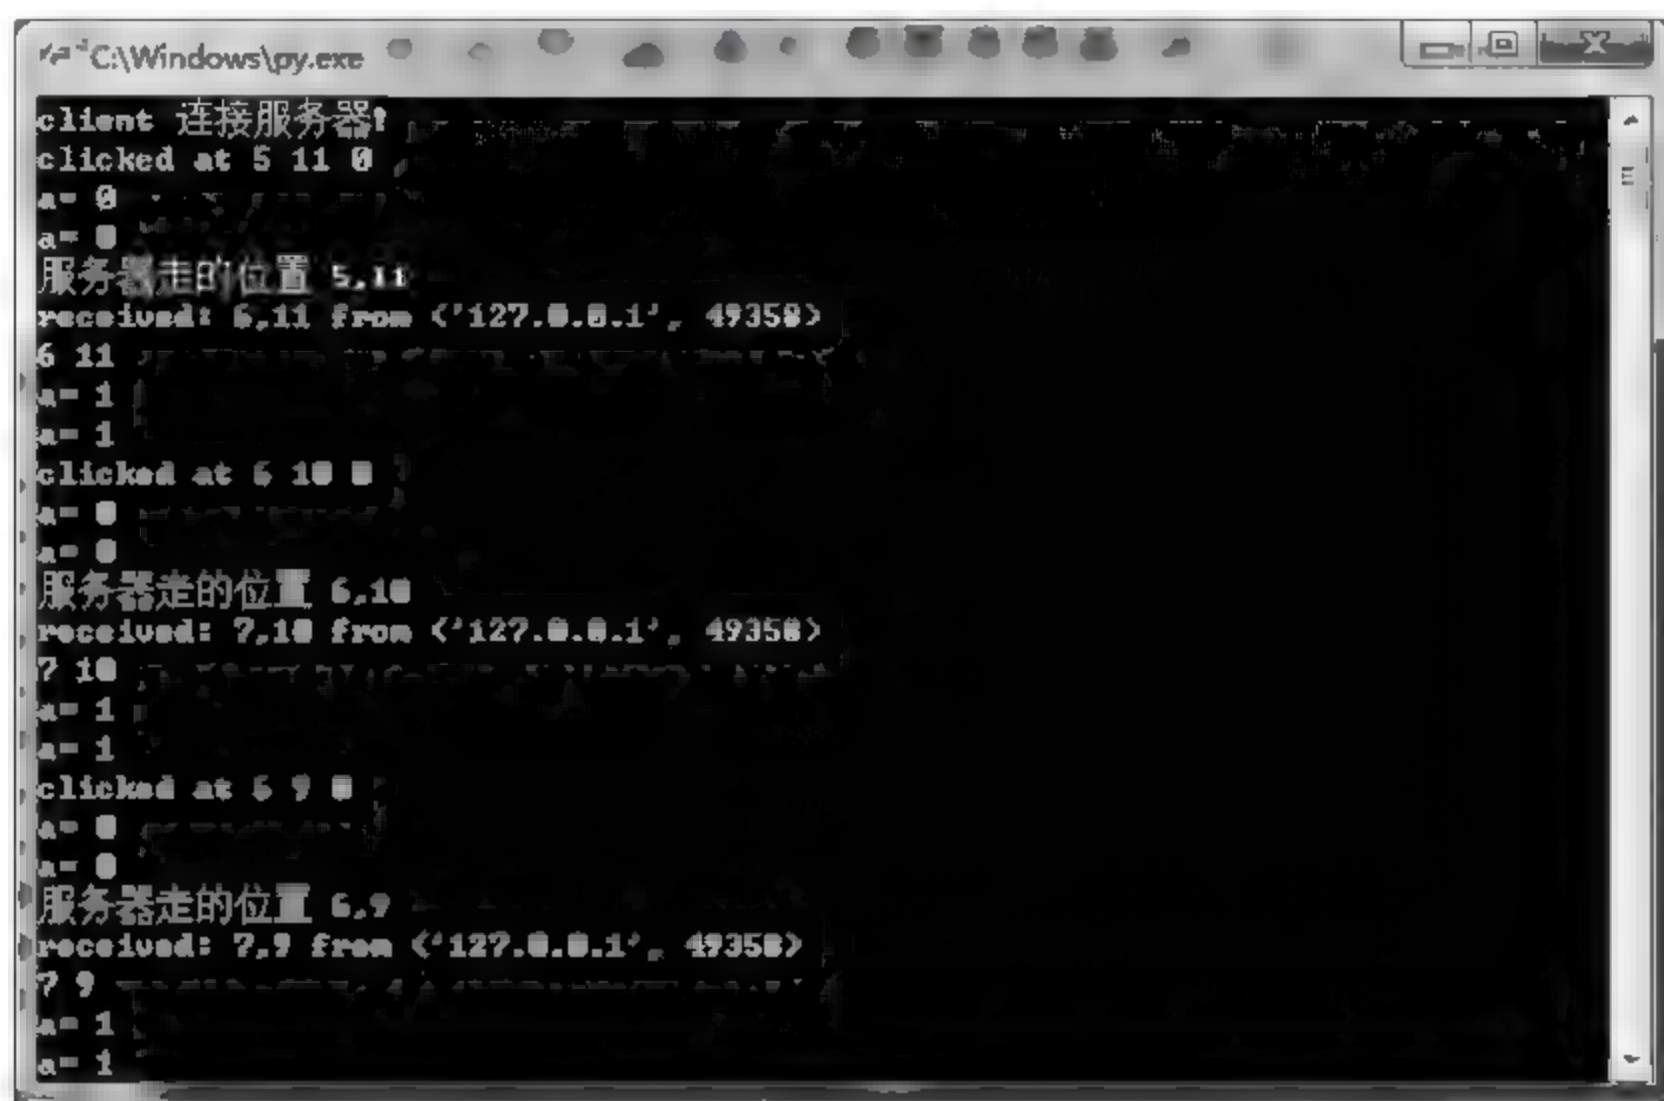 C:\Windows\py.exe
client 连接服务器!
clicked at 5 11 0
a= 0
a= 0
服务器走的位置 5,11
received: 6,11 from ('127.0.0.1', 49358)
6 11
a= 1
a= 1
clicked at 6 10 0
a= 0
a= 0
服务器走的位置 6,10
received: 7,10 from ('127.0.0.1', 49358)
7 10
a= 1
a= 1
clicked at 6 9 0
a= 0
a= 0
服务器走的位置 6,9
received: 7,9 from ('127.0.0.1', 49358)
7 9
a= 1
a= 1